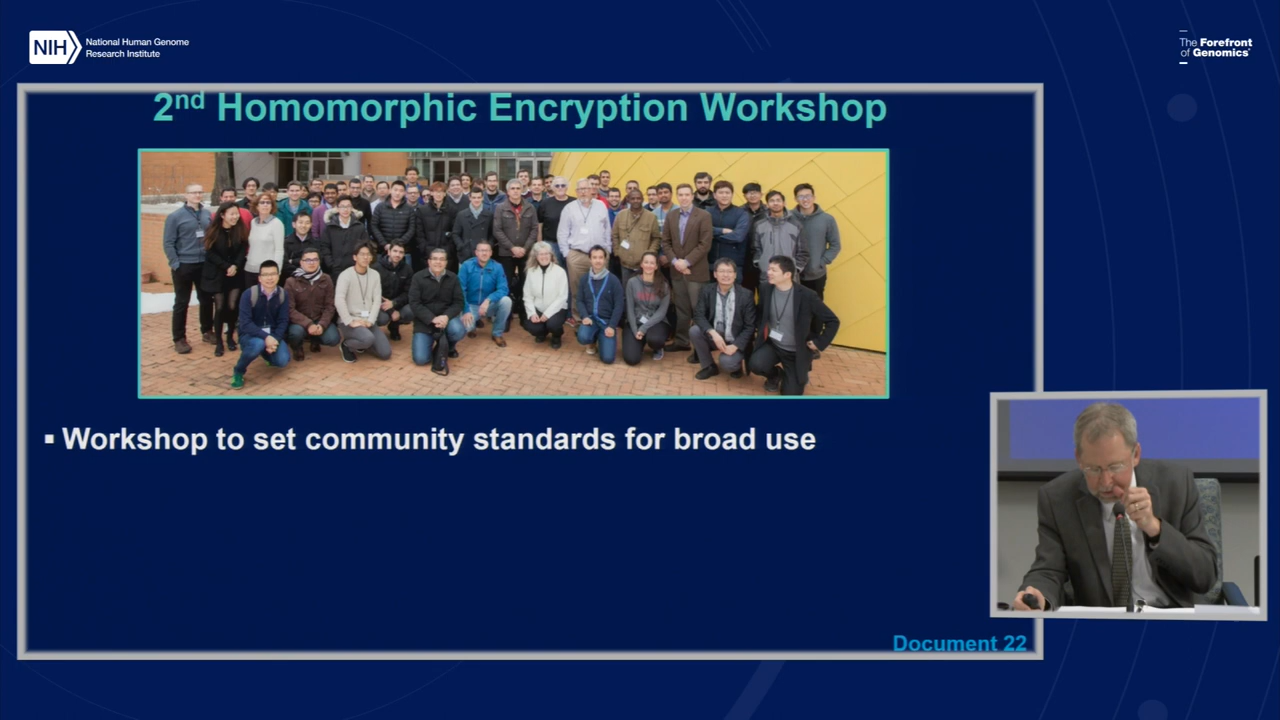 NIH
National Human Genome
Research Institute
The Forefront
of Genomics®
2nd Homomorphic Encryption Workshop
▪ Workshop to set community standards for broad use
Document 22